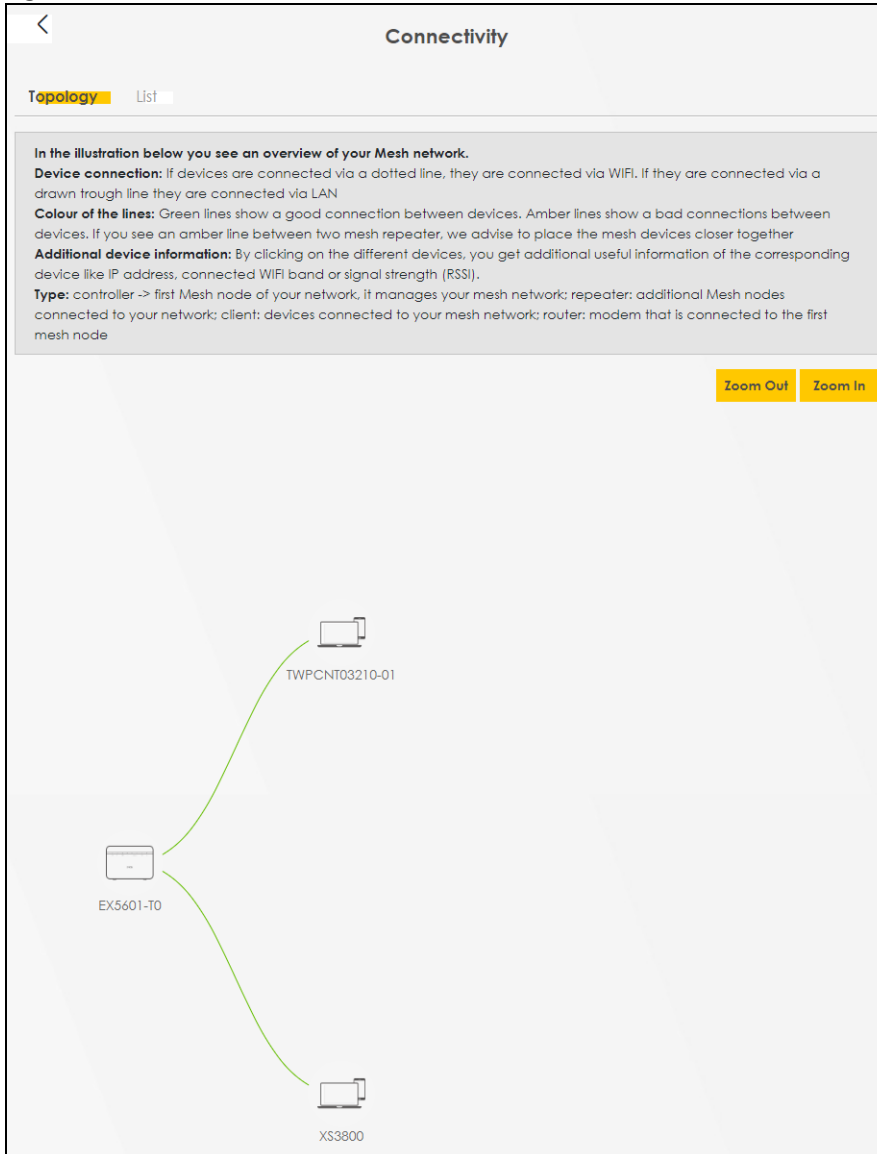 Connectivity
Topology List
In the illustration below you see an overview of your Mesh network.
Device connection: If devices are connected via a dotted line, they are connected via WIFI. If they are connected via a
drawn trough line they are connected via LAN
Colour of the lines: Green lines show a good connection between devices. Amber lines show a bad connections between
devices. If you see an amber line between two mesh repeater, we advise to place the mesh devices closer together
Additional device information: By clicking on the different devices, you get additional useful information of the corresponding
device like IP address, connected WIFI band or signal strength (RSSI).
Type: controller -> first Mesh node of your network, it manages your mesh network; repeater: additional Mesh nodes
connected to your network; client: devices connected to your mesh network; router: modem that is connected to the first
mesh node
Zoom Out Zoom In
TWPCNT03210-01
EX5601-T0
XS3800